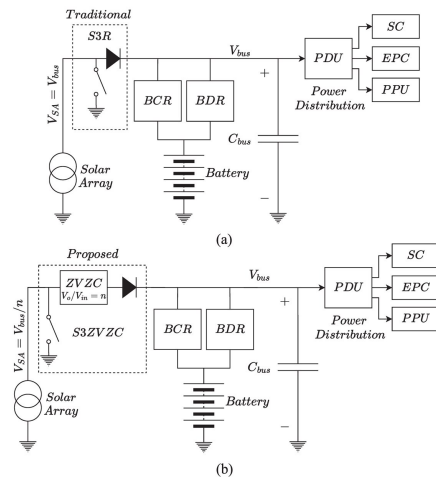 Traditional
S3R
V_SA = V_bus
V_bus
BCR
BDR
Battery
Solar
Array
+
C_bus
−
PDU
Power
Distribution
SC
EPC
PPU
(a)
Proposed
ZVZC
V_o/V_in = n
S3ZVZC
V_SA = V_bus/n
V_bus
BCR
BDR
Battery
Solar
Array
+
C_bus
−
PDU
Power
Distribution
SC
EPC
PPU
(b)